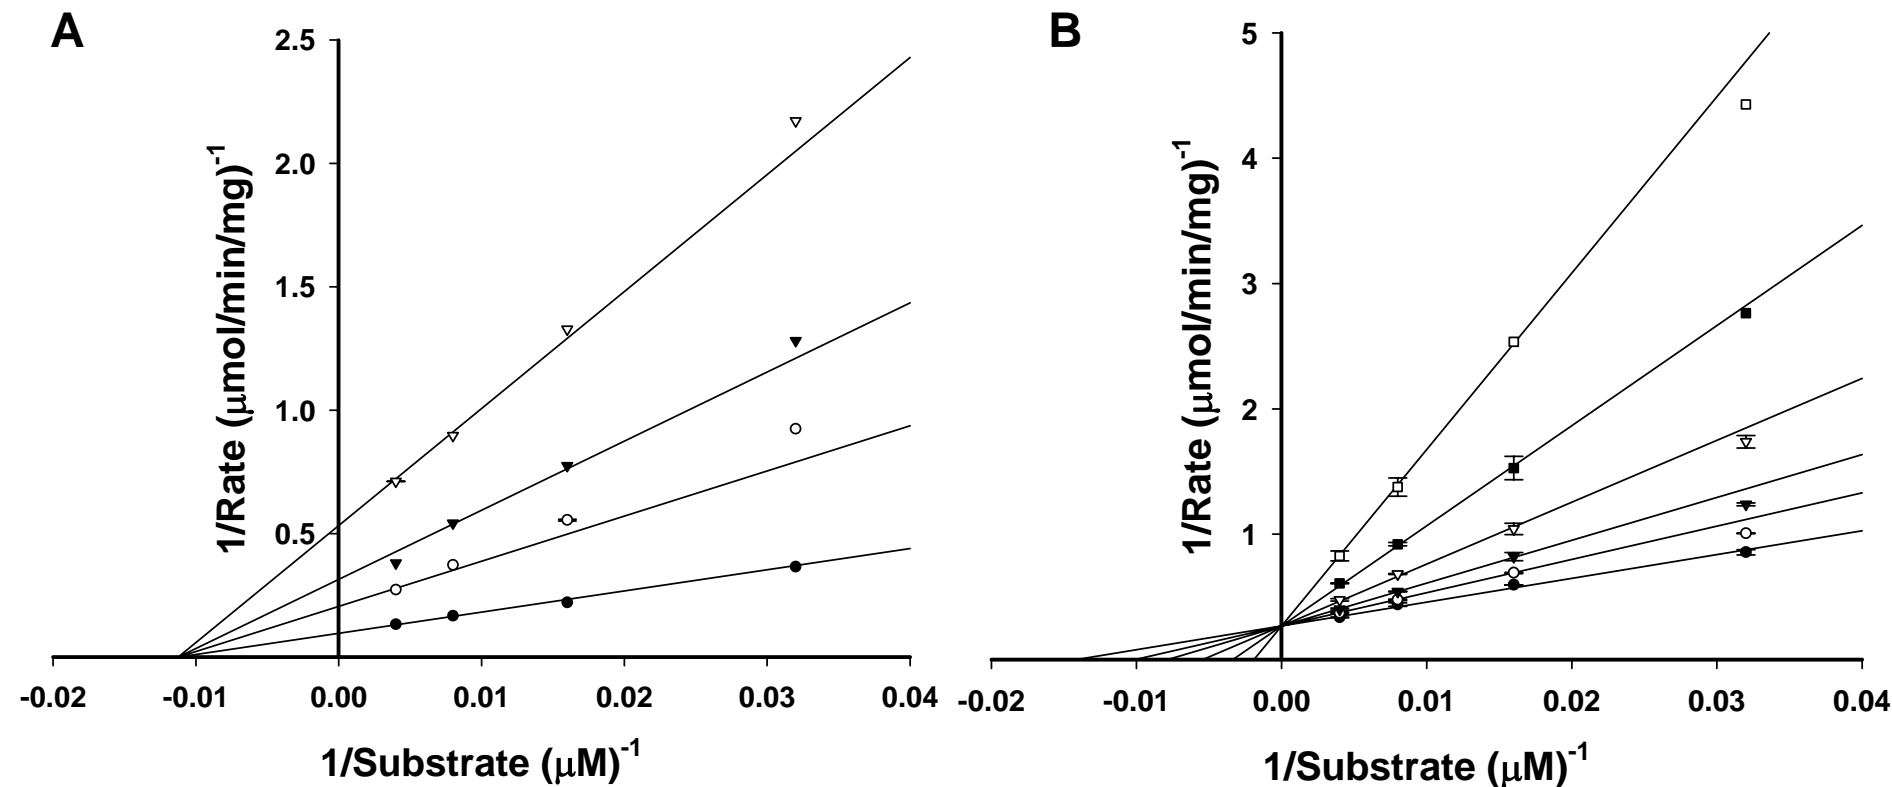 A
2.5
2.0
1.5
1.0
0.5
1/Rate (μmol/min/mg)⁻¹
-0.02 -0.01 0.00 0.01 0.02 0.03 0.04
1/Substrate (μM)⁻¹
B
5
4
3
2
1
1/Rate (μmol/min/mg)⁻¹
-0.02 -0.01 0.00 0.01 0.02 0.03 0.04
1/Substrate (μM)⁻¹